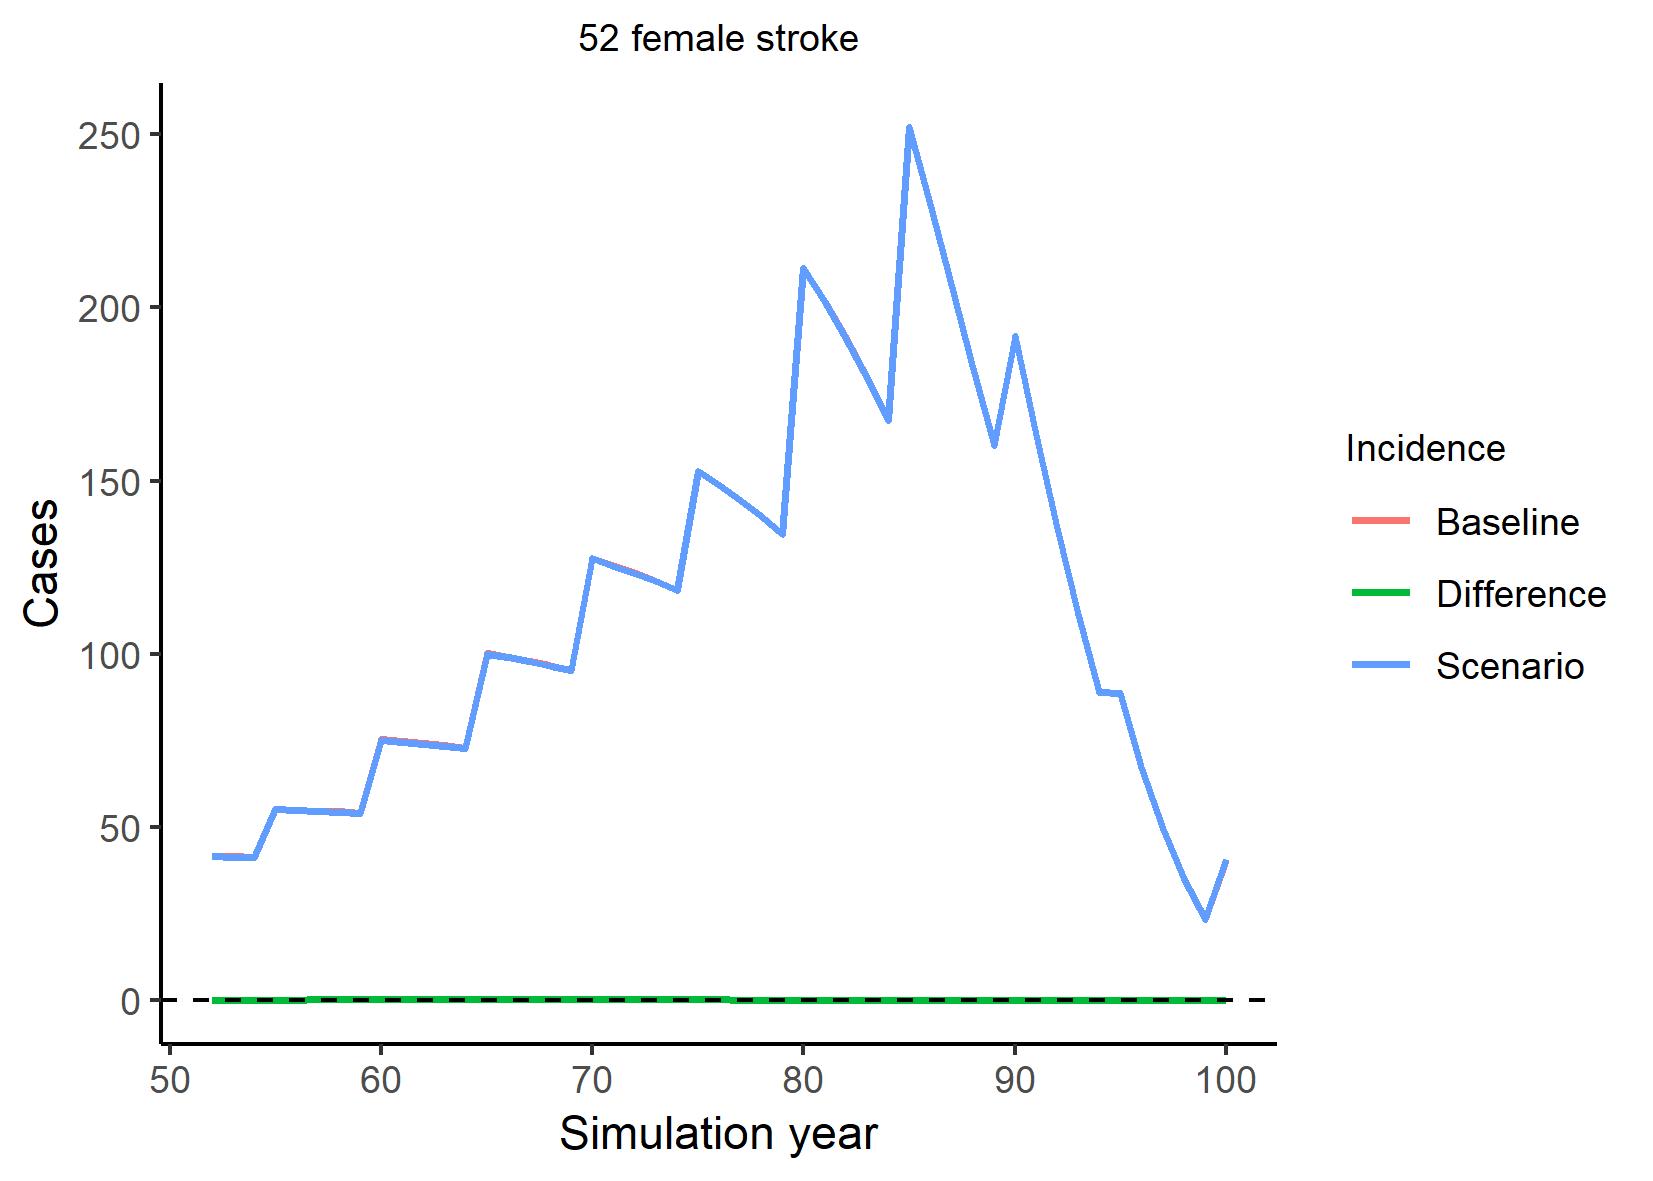 52 female stroke
250
200
150
100
50
0
Cases
50 60 70 80 90 100
Simulation year
Incidence
Baseline
Difference
Scenario